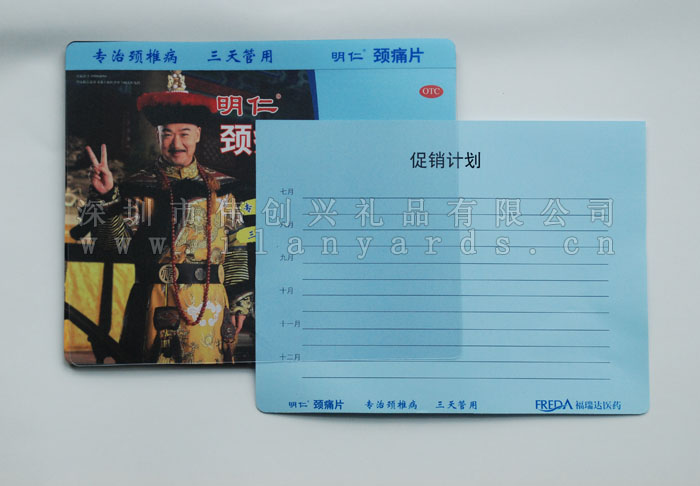 专治颈椎病 三天管用 明仁® 颈痛片
OTC
明仁®
颈
促销计划
七月
八月
深圳市伟创兴礼品有限公司
九月
十月
十一月
十二月
明仁® 颈痛片 专治颈椎病 三天管用 FREDA 福瑞达医药